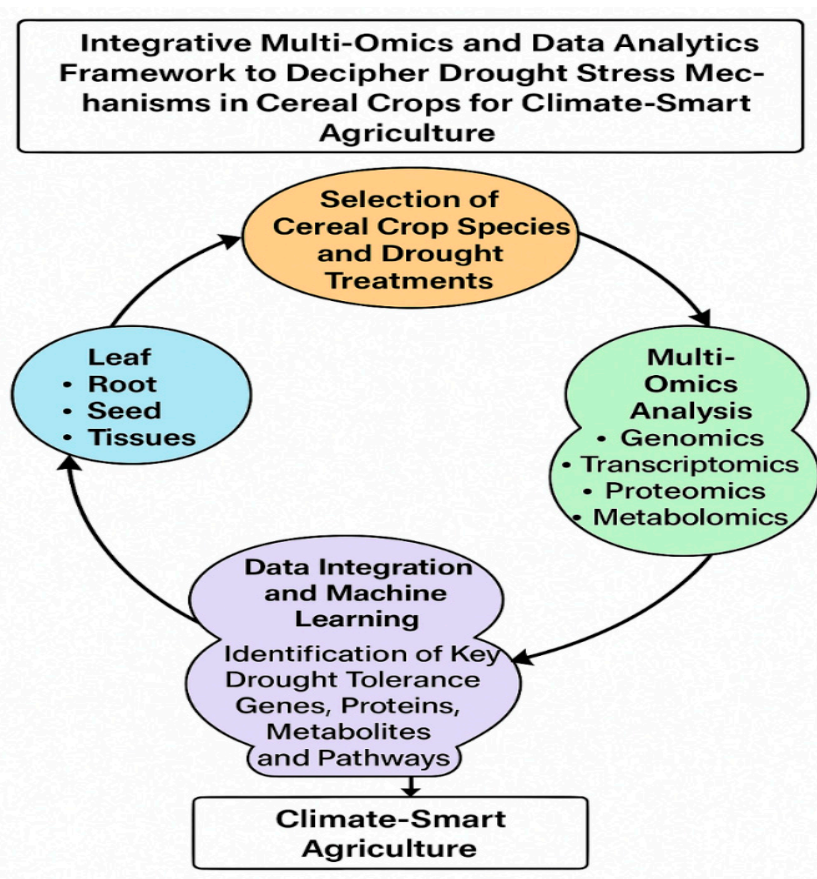 Integrative Multi-Omics and Data Analytics
Framework to Decipher Drought Stress Mec-
hanisms in Cereal Crops for Climate-Smart
Agriculture
Selection of
Cereal Crop Species
and Drought
Treatments
Leaf
• Root
• Seed
• Tissues
Multi-
Omics
Analysis
• Genomics
• Transcriptomics
• Proteomics
• Metabolomics
Data Integration
and Machine
Learning
Identification of Key
Drought Tolerance
Genes, Proteins,
Metabolites
and Pathways
Climate-Smart
Agriculture